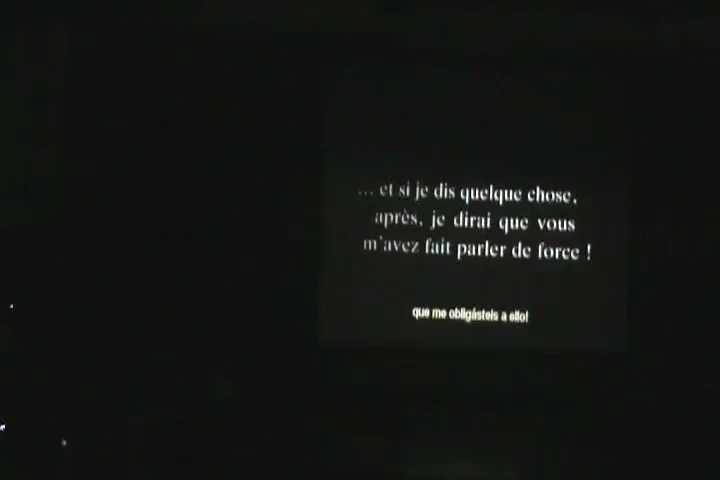 ... et si je dis quelque chose,
après, je dirai que vous
m'avez fait parler de force !
que me obligásteis a ello!